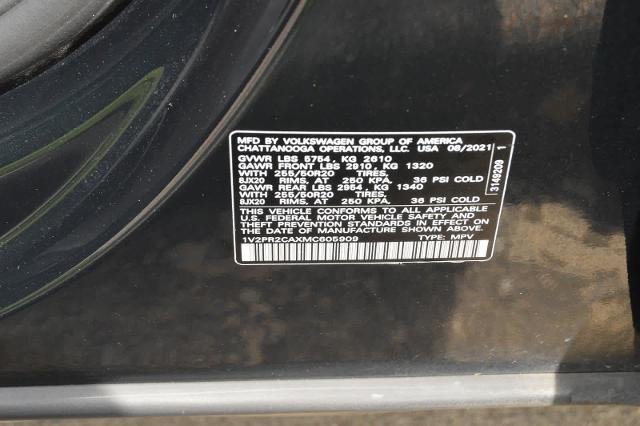 MFD BY VOLKSWAGEN GROUP OF AMERICA
CHATTANOOGA OPERATIONS, LLC. USA 08/2021
GVWR LBS 5754, KG 2610
GAWR FRONT LBS 2910, KG 1320
WITH 255/50R20 TIRES,
8JX20 RIMS, AT 250 KPA, 36 PSI COLD
GAWR REAR LBS 2954, KG 1340
WITH 255/50R20 TIRES,
8JX20 RIMS, AT 250 KPA, 36 PSI COLD
THIS VEHICLE CONFORMS TO ALL APPLICABLE
U.S. FEDERAL MOTOR VEHICLE SAFETY AND
THEFT PREVENTION STANDARDS IN EFFECT ON
THE DATE OF MANUFACTURE SHOWN ABOVE.
1V2PR2CAXMC605909 TYPE: MPV
3149209 1